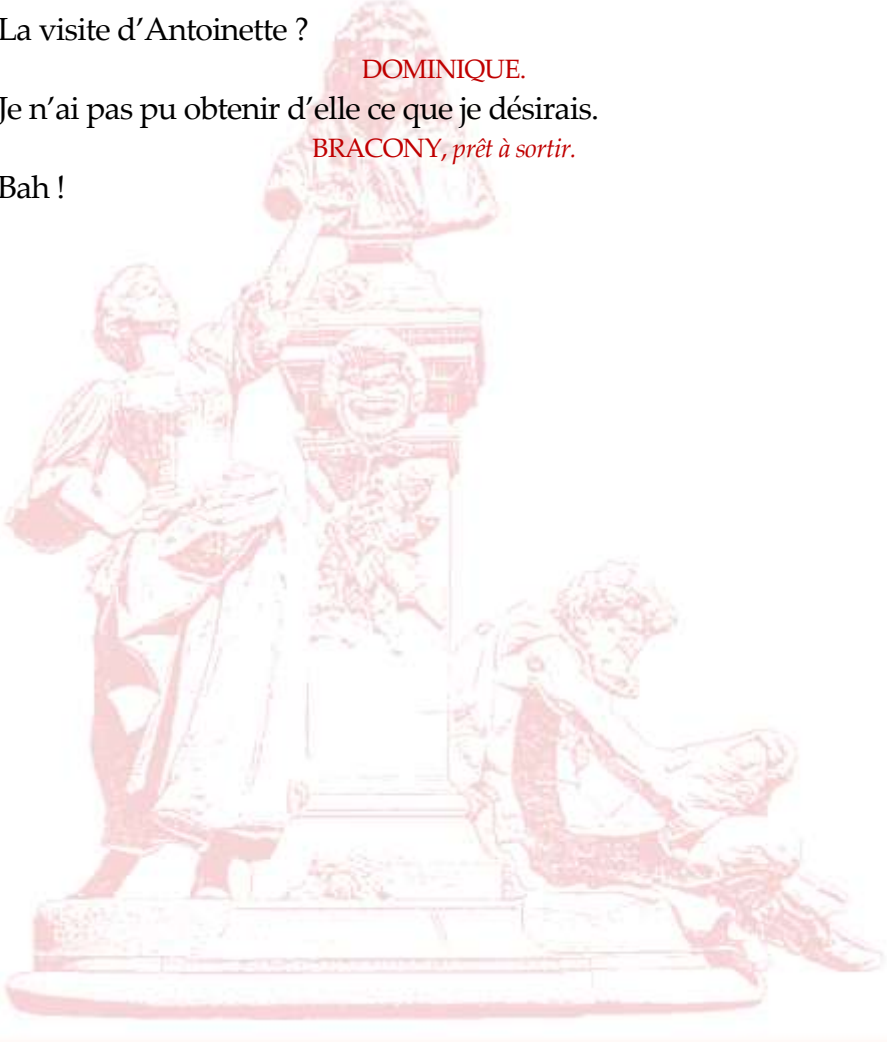 La visite d’Antoinette ?
DOMINIQUE.
Je n’ai pas pu obtenir d’elle ce que je désirais.
BRACONY, prêt à sortir.
Bah !